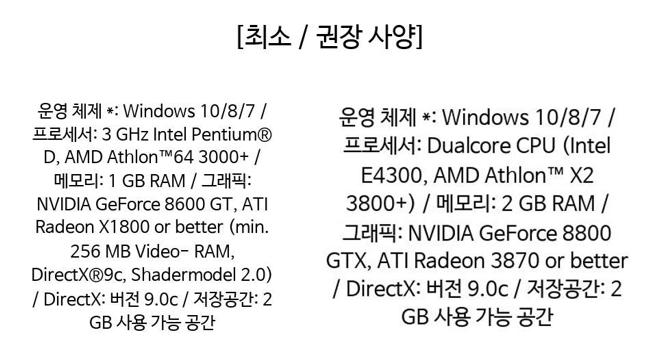 [최소 / 권장 사양]
운영 체제 *: Windows 10/8/7 /
프로세서: 3 GHz Intel Pentium®
D, AMD Athlon™64 3000+ /
메모리: 1 GB RAM / 그래픽:
NVIDIA GeForce 8600 GT, ATI
Radeon X1800 or better (min.
256 MB Video- RAM,
DirectX®9c, Shadermodel 2.0)
/ DirectX: 버전 9.0c / 저장공간: 2
GB 사용 가능 공간
운영 체제 *: Windows 10/8/7 /
프로세서: Dualcore CPU (Intel
E4300, AMD Athlon™ X2
3800+) / 메모리: 2 GB RAM /
그래픽: NVIDIA GeForce 8800
GTX, ATI Radeon 3870 or better
/ DirectX: 버전 9.0c / 저장공간: 2
GB 사용 가능 공간